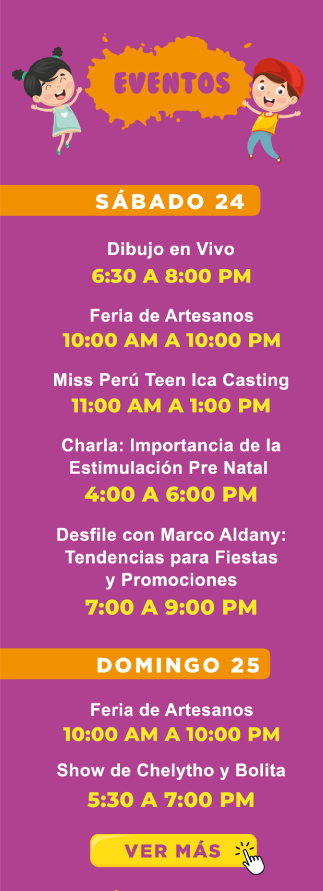 EVENTOS
SÁBADO 24
Dibujo en Vivo
6:30 A 8:00 PM
Feria de Artesanos
10:00 AM A 10:00 PM
Miss Perú Teen Ica Casting
11:00 AM A 1:00 PM
Charla: Importancia de la
Estimulación Pre Natal
4:00 A 6:00 PM
Desfile con Marco Aldany:
Tendencias para Fiestas
y Promociones
7:00 A 9:00 PM
DOMINGO 25
Feria de Artesanos
10:00 AM A 10:00 PM
Show de Chelytho y Bolita
5:30 A 7:00 PM
VER MÁS